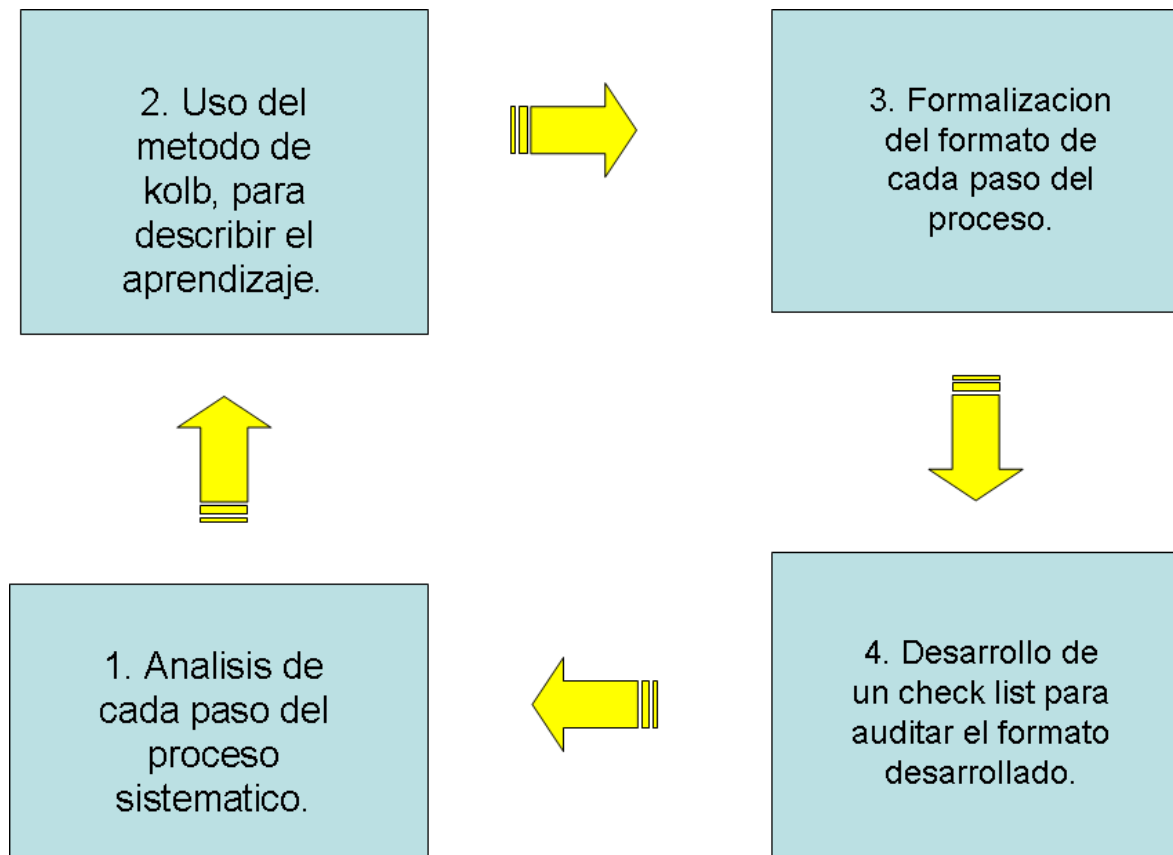 2. Uso del
metodo de
kolb, para
describir el
aprendizaje.
3. Formalizacion
del formato de
cada paso del
proceso.
1. Analisis de
cada paso del
proceso
sistematico.
4. Desarrollo de
un check list para
auditar el formato
desarrollado.